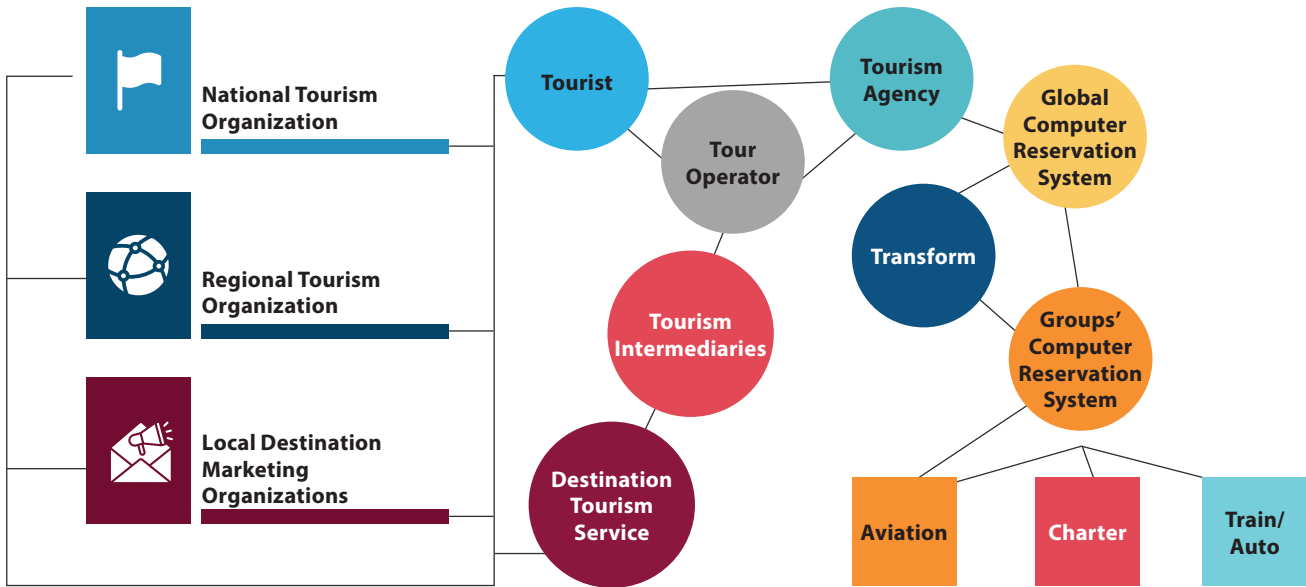 National Tourism
Organization
Regional Tourism
Organization
Local Destination
Marketing
Organizations
Tourist
Tourism
Agency
Global
Computer
Reservation
System
Tour
Operator
Transform
Tourism
Intermediaries
Groups’
Computer
Reservation
System
Destination
Tourism
Service
Aviation
Charter
Train/
Auto